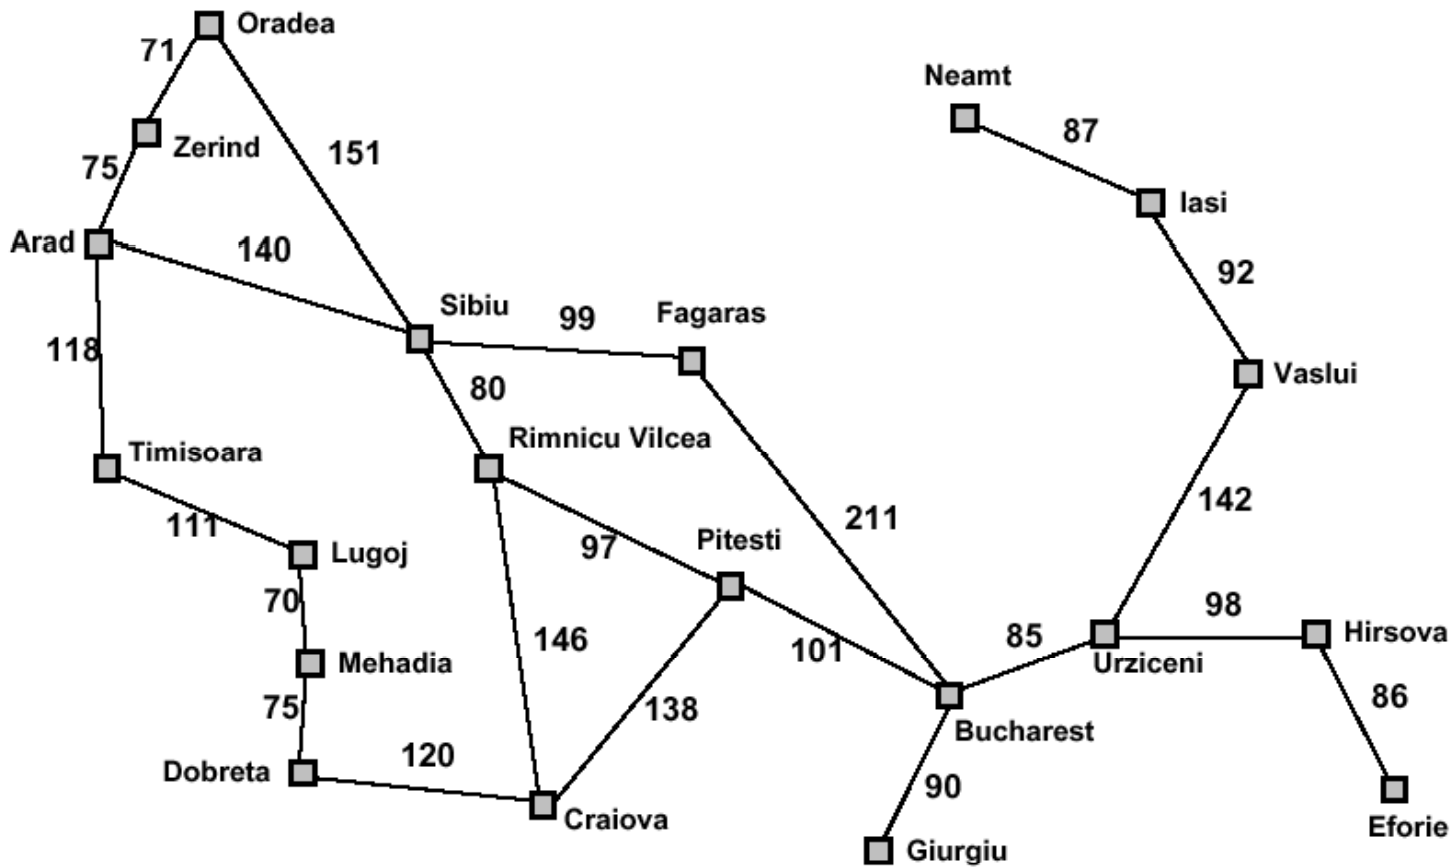 Oradea
71
Neamt
87
Zerind
151
75
Iasi
Arad
140
92
Sibiu
99
Fagaras
118
80
Vaslui
Rimnicu Vilcea
Timisoara
142
211
111
97
Pitesti
Lugoj
70
98
Hirsova
146
101
85
Urziceni
Mehadia
86
75
138
Bucharest
120
Dobreta
90
Craiova
Eforie
Giurgiu